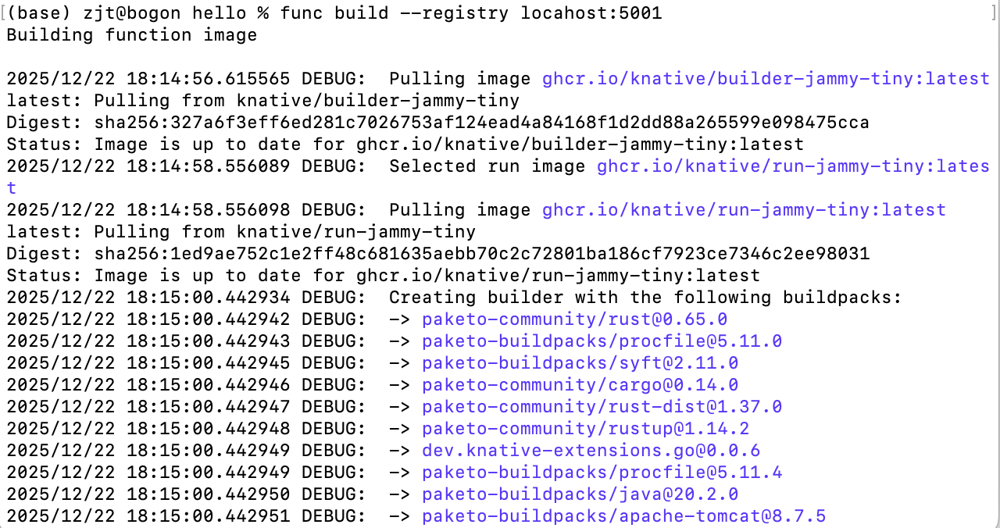 [(base) zjt@bogon hello % func build --registry locahost:5001 ]
Building function image
2025/12/22 18:14:56.615565 DEBUG:  Pulling image ghcr.io/knative/builder-jammy-tiny:latest
latest: Pulling from knative/builder-jammy-tiny
Digest: sha256:327a6f3eff6ed281c7026753af124ead4a84168f1d2dd88a265599e098475cca
Status: Image is up to date for ghcr.io/knative/builder-jammy-tiny:latest
2025/12/22 18:14:58.556089 DEBUG:  Selected run image ghcr.io/knative/run-jammy-tiny:lates
t
2025/12/22 18:14:58.556098 DEBUG:  Pulling image ghcr.io/knative/run-jammy-tiny:latest
latest: Pulling from knative/run-jammy-tiny
Digest: sha256:1ed9ae752c1e2ff48c681635aebb70c2c72801ba186cf7923ce7346c2ee98031
Status: Image is up to date for ghcr.io/knative/run-jammy-tiny:latest
2025/12/22 18:15:00.442934 DEBUG:  Creating builder with the following buildpacks:
2025/12/22 18:15:00.442942 DEBUG:  -> paketo-community/rust@0.65.0
2025/12/22 18:15:00.442943 DEBUG:  -> paketo-buildpacks/procfile@5.11.0
2025/12/22 18:15:00.442945 DEBUG:  -> paketo-buildpacks/syft@2.11.0
2025/12/22 18:15:00.442946 DEBUG:  -> paketo-community/cargo@0.14.0
2025/12/22 18:15:00.442947 DEBUG:  -> paketo-community/rust-dist@1.37.0
2025/12/22 18:15:00.442948 DEBUG:  -> paketo-community/rustup@1.14.2
2025/12/22 18:15:00.442949 DEBUG:  -> dev.knative-extensions.go@0.0.6
2025/12/22 18:15:00.442949 DEBUG:  -> paketo-buildpacks/procfile@5.11.4
2025/12/22 18:15:00.442950 DEBUG:  -> paketo-buildpacks/java@20.2.0
2025/12/22 18:15:00.442951 DEBUG:  -> paketo-buildpacks/apache-tomcat@8.7.5